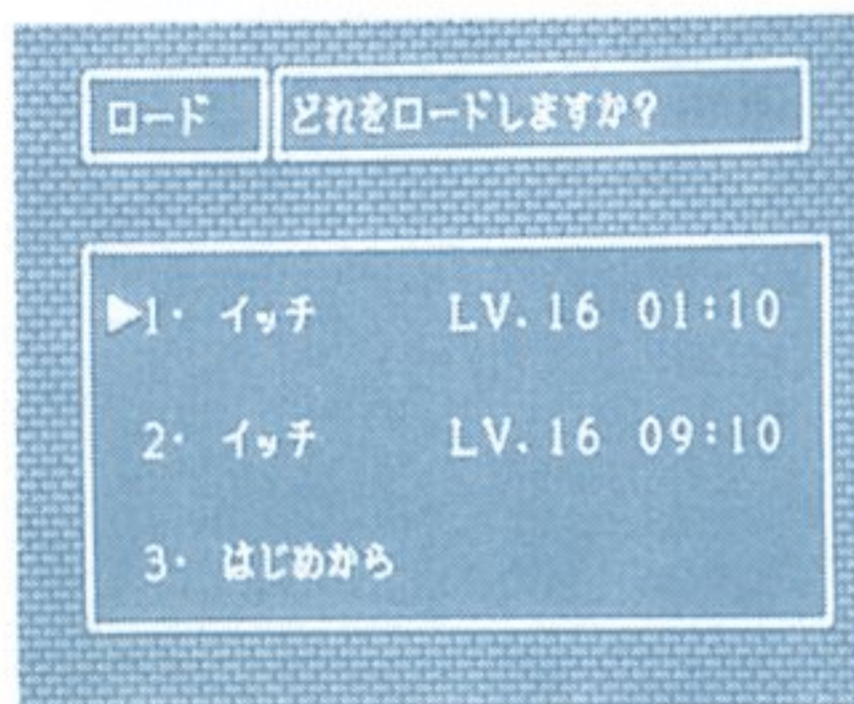 ロード
どれをロードしますか?
▶1· イッチ LV.16 01:10
2· イッチ LV.16 09:10
3· はじめから